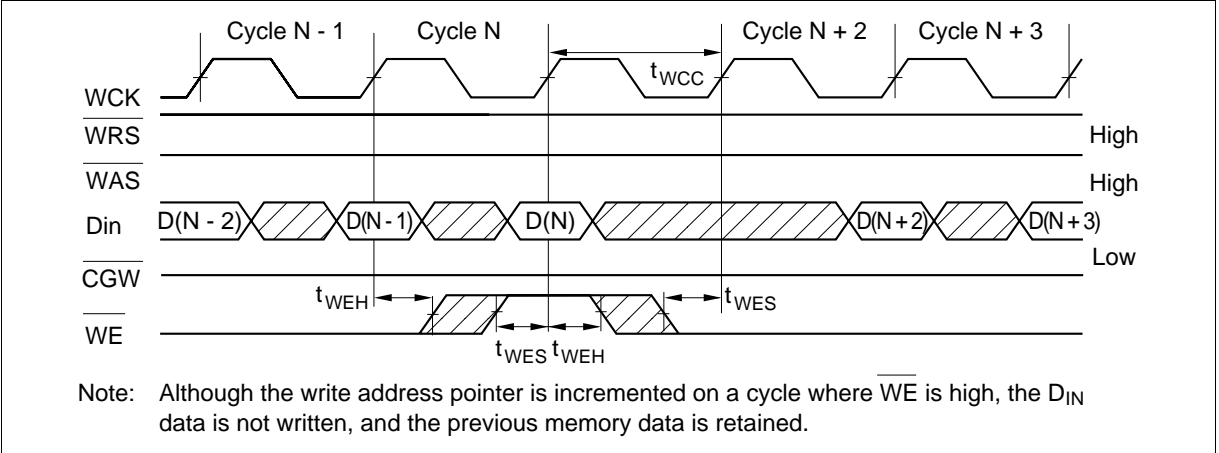 Cycle N - 1 Cycle N Cycle N + 2 Cycle N + 3
tWCC
WCK
WRS High
WAS High
Din D(N - 2) D(N - 1) D(N) D(N + 2) D(N + 3)
Low
CGW
tWEH tWES
WE
tWES tWEH
Note: Although the write address pointer is incremented on a cycle where WE is high, the DIN
data is not written, and the previous memory data is retained.